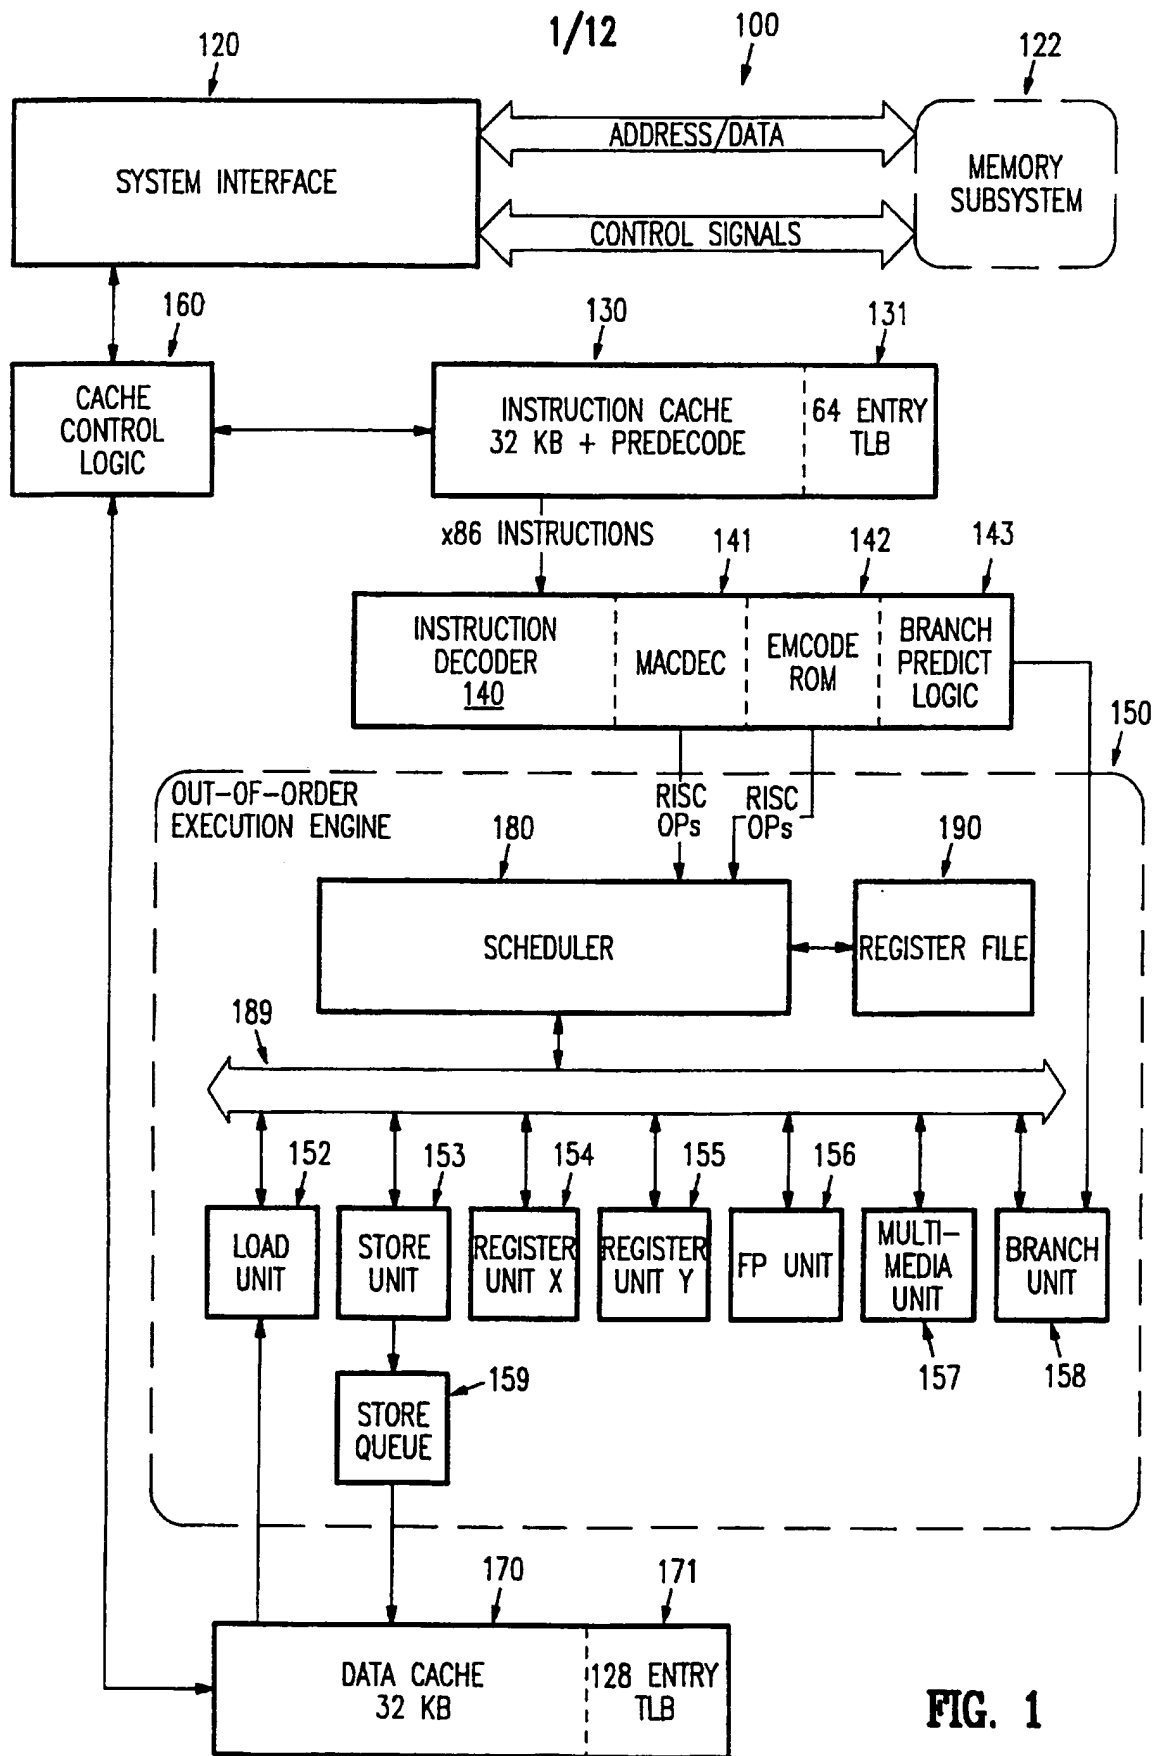 1/12
120
100
122
SYSTEM INTERFACE
ADDRESS/DATA
CONTROL SIGNALS
MEMORY
SUBSYSTEM
160
130
131
CACHE
CONTROL
LOGIC
INSTRUCTION CACHE
32 KB + PREDECODE
64 ENTRY
TLB
x86 INSTRUCTIONS
141
142
143
INSTRUCTION
DECODER
140
MACDEC
EMCODE
ROM
BRANCH
PREDICT
LOGIC
150
OUT-OF-ORDER
EXECUTION ENGINE
RISC
OPs
RISC
OPs
180
190
SCHEDULER
REGISTER FILE
189
152
153
154
155
156
LOAD
UNIT
STORE
UNIT
REGISTER
UNIT X
REGISTER
UNIT Y
FP UNIT
MULTI-
MEDIA
UNIT
BRANCH
UNIT
157
158
159
STORE
QUEUE
170
171
DATA CACHE
32 KB
128 ENTRY
TLB
FIG. 1